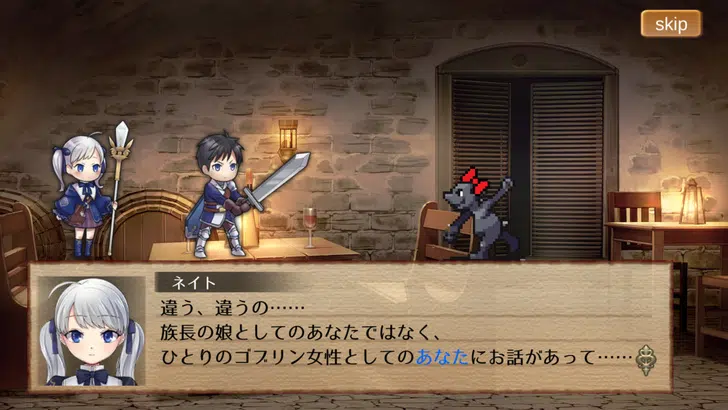 skip
ネイト
違う、違うの……
族長の娘としてのあなたではなく、
ひとりのゴブリン女性としてのあなたにお話があって……